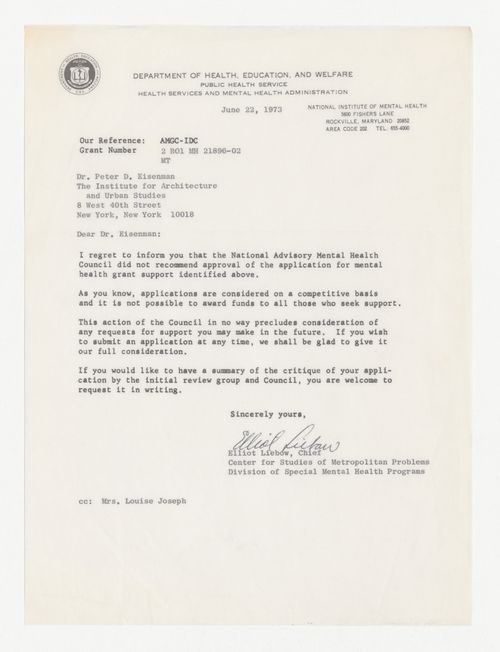 DEPARTMENT OF HEALTH, EDUCATION, AND WELFARE
PUBLIC HEALTH SERVICE
HEALTH SERVICES AND MENTAL HEALTH ADMINISTRATION
June 22, 1973
NATIONAL INSTITUTE OF MENTAL HEALTH
5600 FISHERS LANE
ROCKVILLE, MARYLAND 20852
AREA CODE 202 TEL: 655-4000
Our Reference: AMGC-IDC
Grant Number 2 RO1 MH 21896-02
MT
Dr. Peter D. Eisenman
The Institute for Architecture
and Urban Studies
8 West 40th Street
New York, New York 10018
Dear Dr. Eisenman:
I regret to inform you that the National Advisory Mental Health
Council did not recommend approval of the application for mental
health grant support identified above.
As you know, applications are considered on a competitive basis
and it is not possible to award funds to all those who seek support.
This action of the Council in no way precludes consideration of
any requests for support you may make in the future. If you wish
to submit an application at any time, we shall be glad to give it
our full consideration.
If you would like to have a summary of the critique of your appli-
cation by the initial review group and Council, you are welcome to
request it in writing.
Sincerely yours,
Elliot Liebow
Elliot Liebow, Chief
Center for Studies of Metropolitan Problems
Division of Special Mental Health Programs
cc: Mrs. Louise Joseph